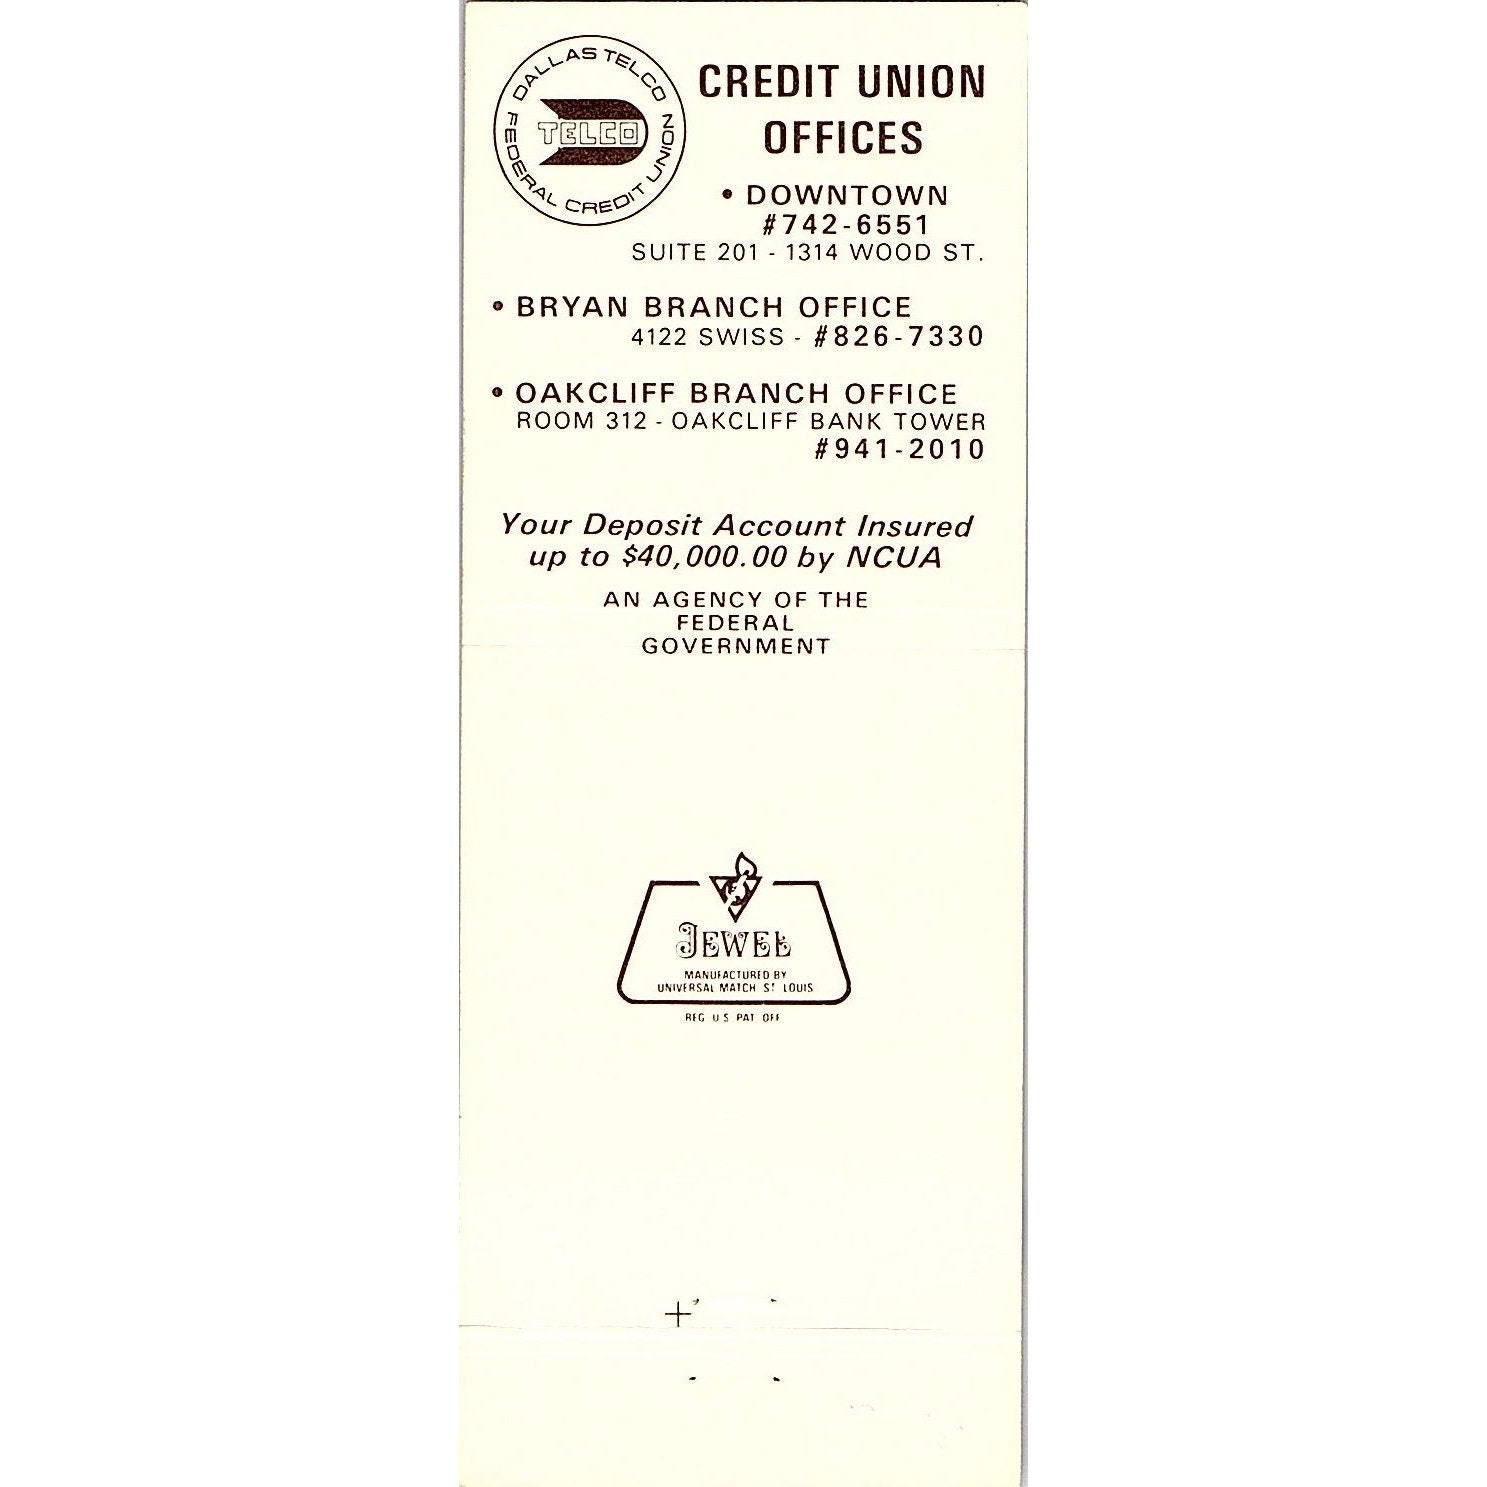 DALLAS TELCO
FEDERAL CREDIT UNION
TELCO
CREDIT UNION
OFFICES
• DOWNTOWN
#742-6551
SUITE 201 - 1314 WOOD ST.
• BRYAN BRANCH OFFICE
4122 SWISS - #826-7330
• OAKCLIFF BRANCH OFFICE
ROOM 312 - OAKCLIFF BANK TOWER
#941-2010
Your Deposit Account Insured
up to $40,000.00 by NCUA
AN AGENCY OF THE
FEDERAL
GOVERNMENT
JEWEL
MANUFACTURED BY
UNIVERSAL MATCH ST LOUIS
REG U S PAT OFF